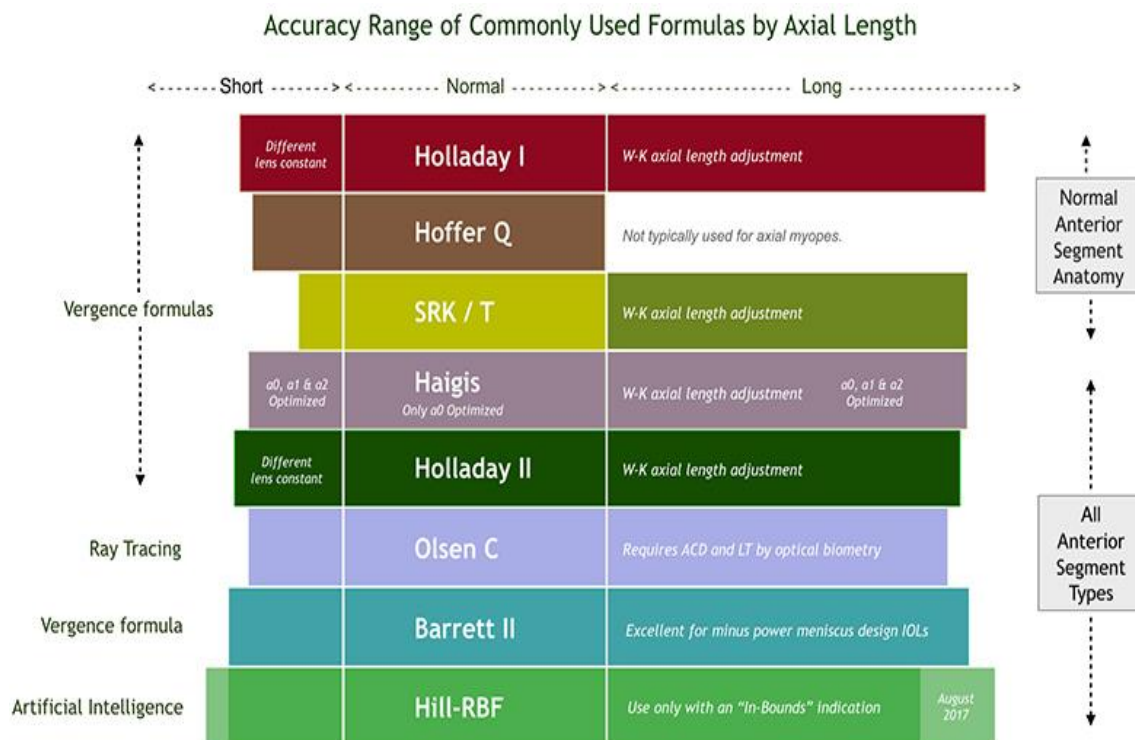 Accuracy Range of Commonly Used Formulas by Axial Length
Short
Normal
Long
Different
lens constant
Holladay I
W-K axial length adjustment
Hoffer Q
Not typically used for axial myopes.
Vergence formulas
SRK / T
W-K axial length adjustment
Normal
Anterior
Segment
Anatomy
a0, a1 & a2
Optimized
Haigis
Only a0 Optimized
W-K axial length adjustment
a0, a1 & a2
Optimized
Different
lens constant
Holladay II
W-K axial length adjustment
Ray Tracing
Olsen C
Requires ACD and LT by optical biometry
All
Anterior
Segment
Types
Vergence formula
Barrett II
Excellent for minus power meniscus design IOLs
Artificial Intelligence
Hill-RBF
Use only with an “In-Bounds” indication
August
2017